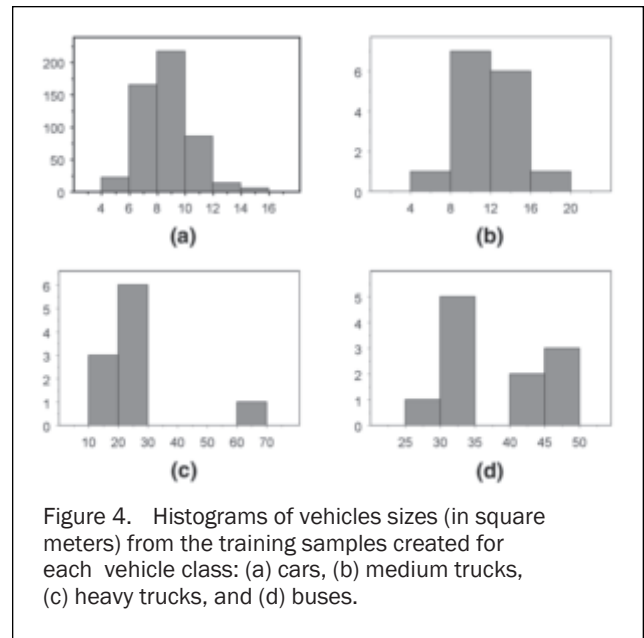 200
150
100
50
0
4 6 8 10 12 14 16
(a)
6
4
2
0
4 8 12 16 20
(b)
6
5
4
3
2
1
0
10 20 30 40 50 60 70
(c)
5
4
3
2
1
0
25 30 35 40 45 50
(d)
Figure 4. Histograms of vehicles sizes (in square
meters) from the training samples created for
each vehicle class: (a) cars, (b) medium trucks,
(c) heavy trucks, and (d) buses.